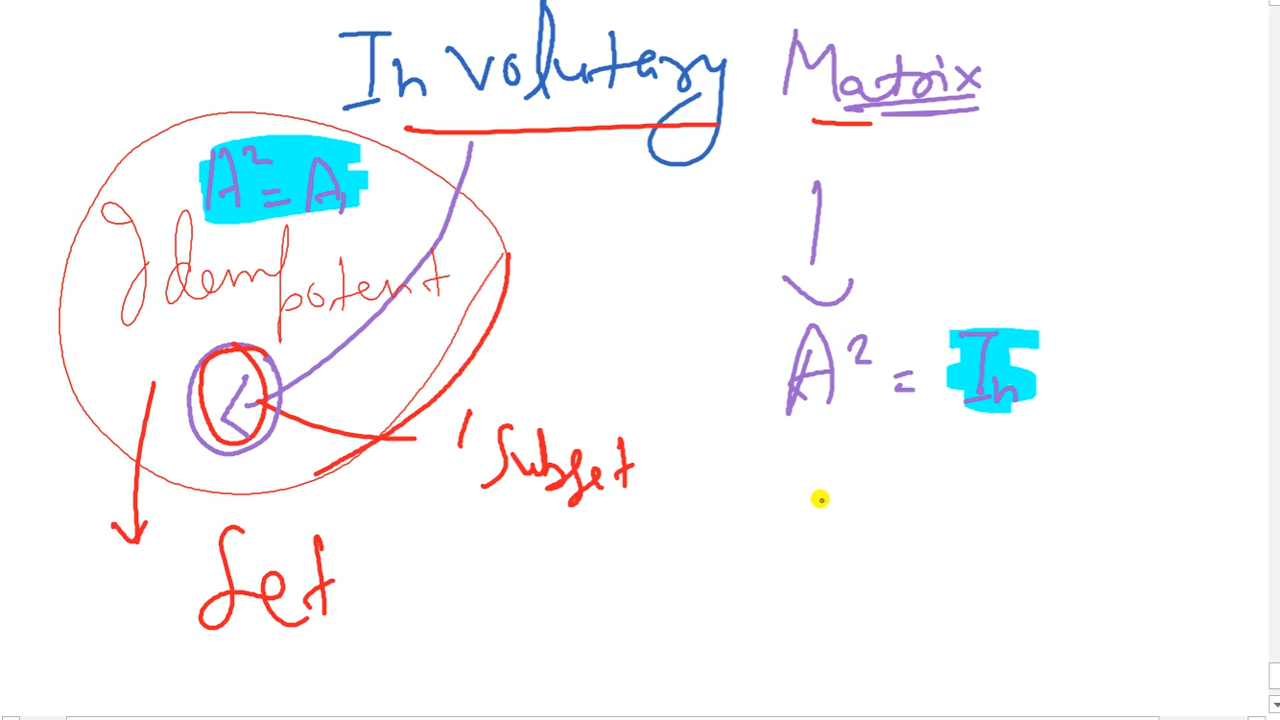 Involutary Matrix
A² = A,
Idempotent
A² = Iₙ
Subset
Set